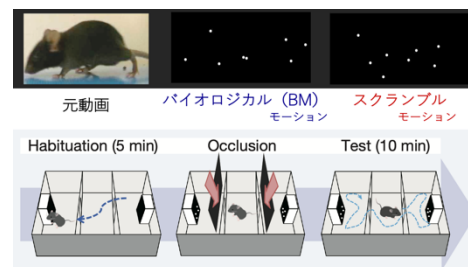 元動画
バイオロジカル（BM）
モーション
スクランブル
モーション
Habituation (5 min)
Occlusion
Test (10 min)